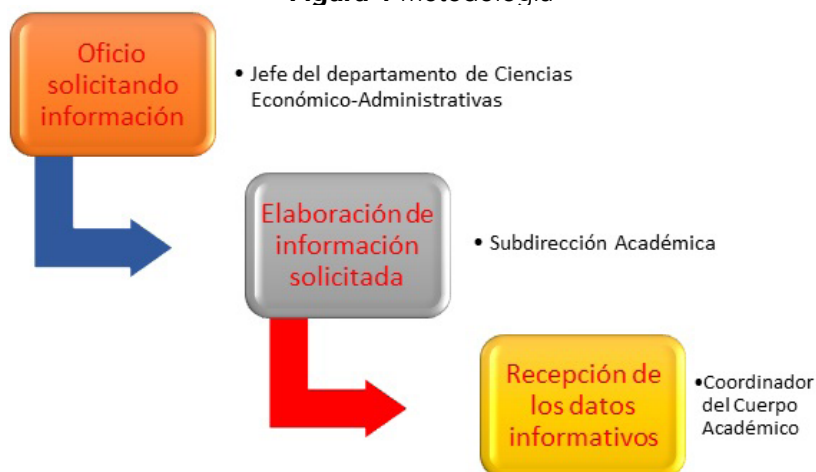 Oficio
solicitando
información
• Jefe del departamento de Ciencias
Económico-Administrativas
Elaboración de
información
solicitada
• Subdirección Académica
Recepción de
los datos
informativos
•Coordinador
del Cuerpo
Académico